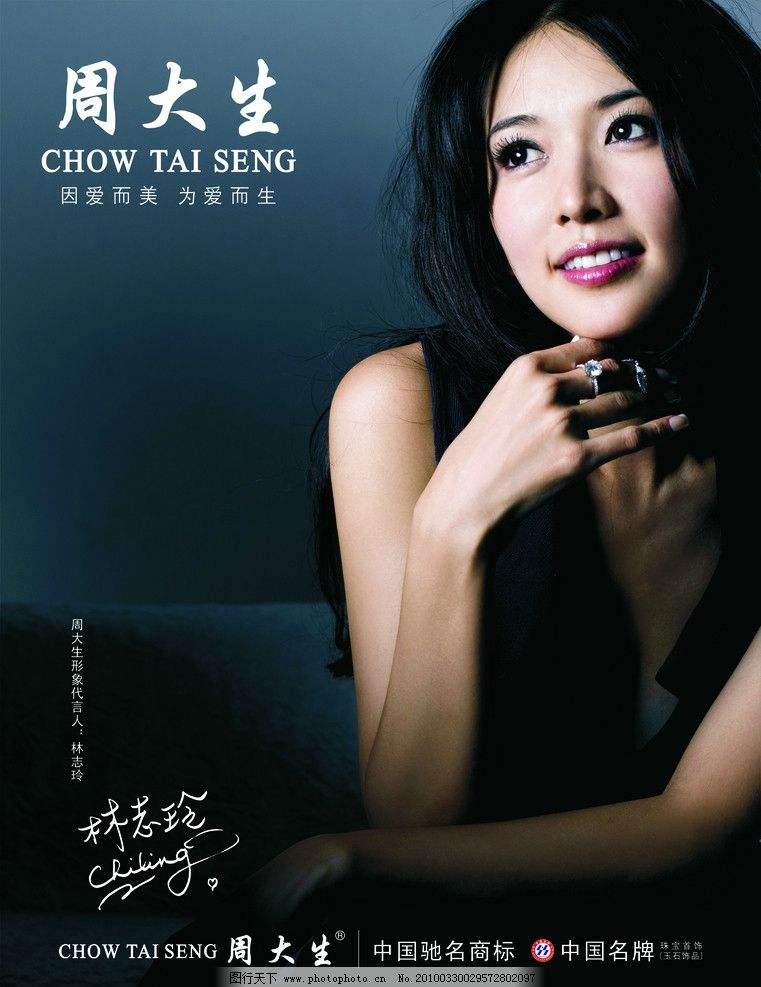 周大生
CHOW TAI SENG
因爱而美 为爱而生
周大生形象代言人：林志玲
林志玲
Chiling
CHOW TAI SENG 周大生® 中国驰名商标 中国名牌 珠宝首饰
(玉石饰品)
图行天下 www.photophoto.cn No.20100330029572802097